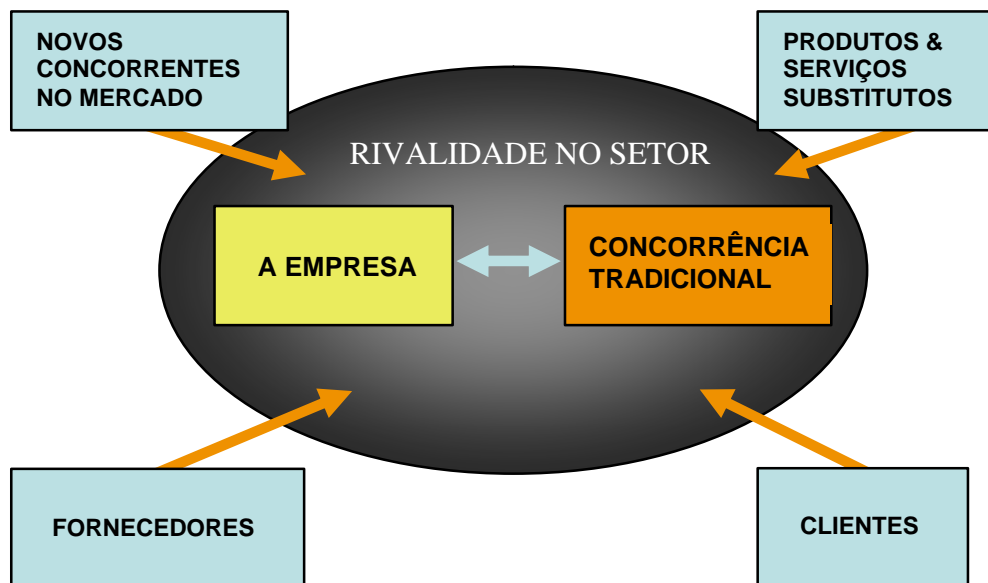 NOVOS
CONCORRENTES
NO MERCADO
PRODUTOS &
SERVIÇOS
SUBSTITUTOS
RIVALIDADE NO SETOR
A EMPRESA
CONCORRÊNCIA
TRADICIONAL
FORNECEDORES
CLIENTES